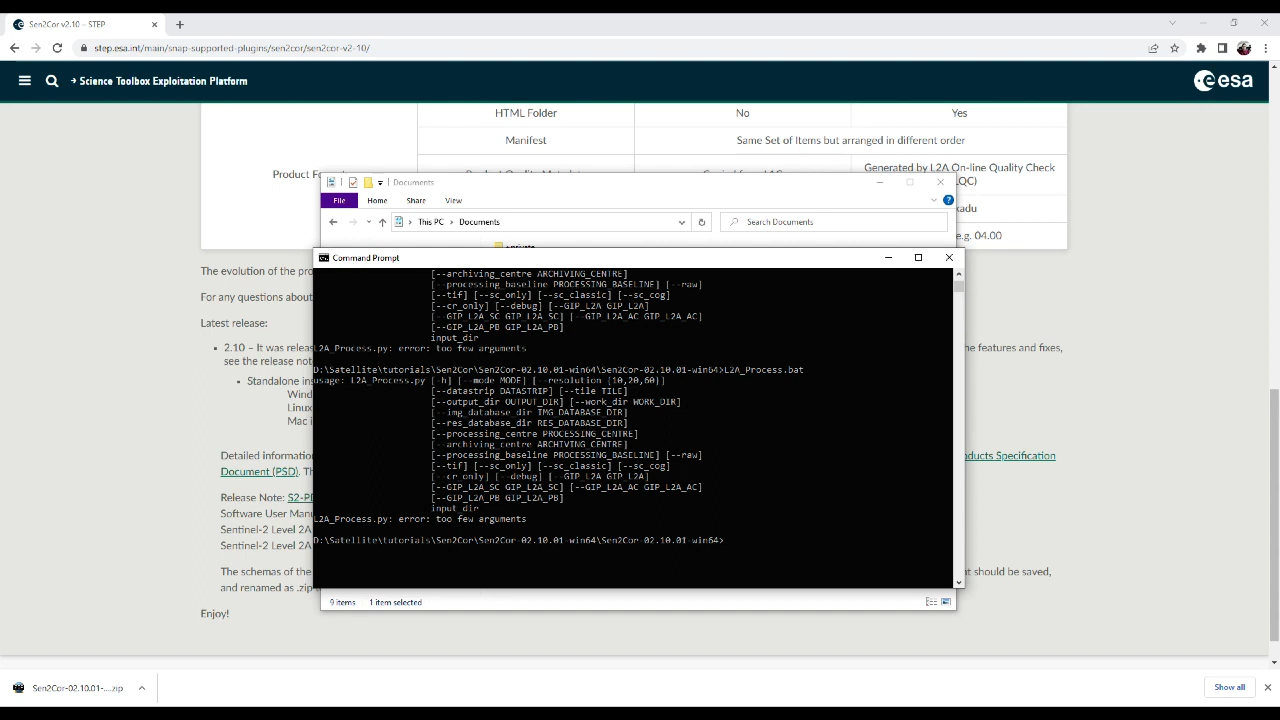 Sen2Cor v2.10 – STEP
step.esa.int/main/snap-supported-plugins/sen2cor/sen2cor-v2-10/
Science Toolbox Exploitation Platform
esa
HTML Folder No Yes
Manifest Same Set of Items but arranged in different order
Generated by L2A On-line Quality Check
Documents
File Home Share View
This PC Documents Search Documents
e.g. 04.00
Command Prompt
[--archiving_centre ARCHIVING_CENTRE]
[--processing_baseline PROCESSING_BASELINE] [--raw]
[--tif] [--sc_only] [--sc_classic] [--sc_cog]
[--cr_only] [--debug] [--GIP_L2A GIP_L2A]
[--GIP_L2A_SC GIP_L2A_SC] [--GIP_L2A_AC GIP_L2A_AC]
[--GIP_L2A_PB GIP_L2A_PB]
input_dir
L2A_Process.py: error: too few arguments
D:\Satellite\tutorials\Sen2Cor\Sen2Cor-02.10.01-win64\Sen2Cor-02.10.01-win64>L2A_Process.bat
usage: L2A_Process.py [-h] [--mode MODE] [--resolution {10,20,60}]
[--datastrip DATASTRIP] [--tile TILE]
[--output_dir OUTPUT_DIR] [--work_dir WORK_DIR]
[--img_database_dir IMG_DATABASE_DIR]
[--res_database_dir RES_DATABASE_DIR]
[--processing_centre PROCESSING_CENTRE]
[--archiving_centre ARCHIVING_CENTRE]
[--processing_baseline PROCESSING_BASELINE] [--raw]
[--tif] [--sc_only] [--sc_classic] [--sc_cog]
[--cr_only] [--debug] [--GIP_L2A GIP_L2A]
[--GIP_L2A_SC GIP_L2A_SC] [--GIP_L2A_AC GIP_L2A_AC]
[--GIP_L2A_PB GIP_L2A_PB]
input_dir
L2A_Process.py: error: too few arguments
D:\Satellite\tutorials\Sen2Cor\Sen2Cor-02.10.01-win64\Sen2Cor-02.10.01-win64>
The evolution of the
For any questions about
Latest release:
2.10 – It was the features and fixes,
see the release
Standalone
Detailed information
Document (PSD). Products Specification
Release Note:
Software User
Sentinel-2 Level 2A
Sentinel-2 Level 2A
The schemas of the that should be saved,
and renamed as .zip
Enjoy!
9 items 1 item selected
Sen2Cor-02.10.01-....zip Show all